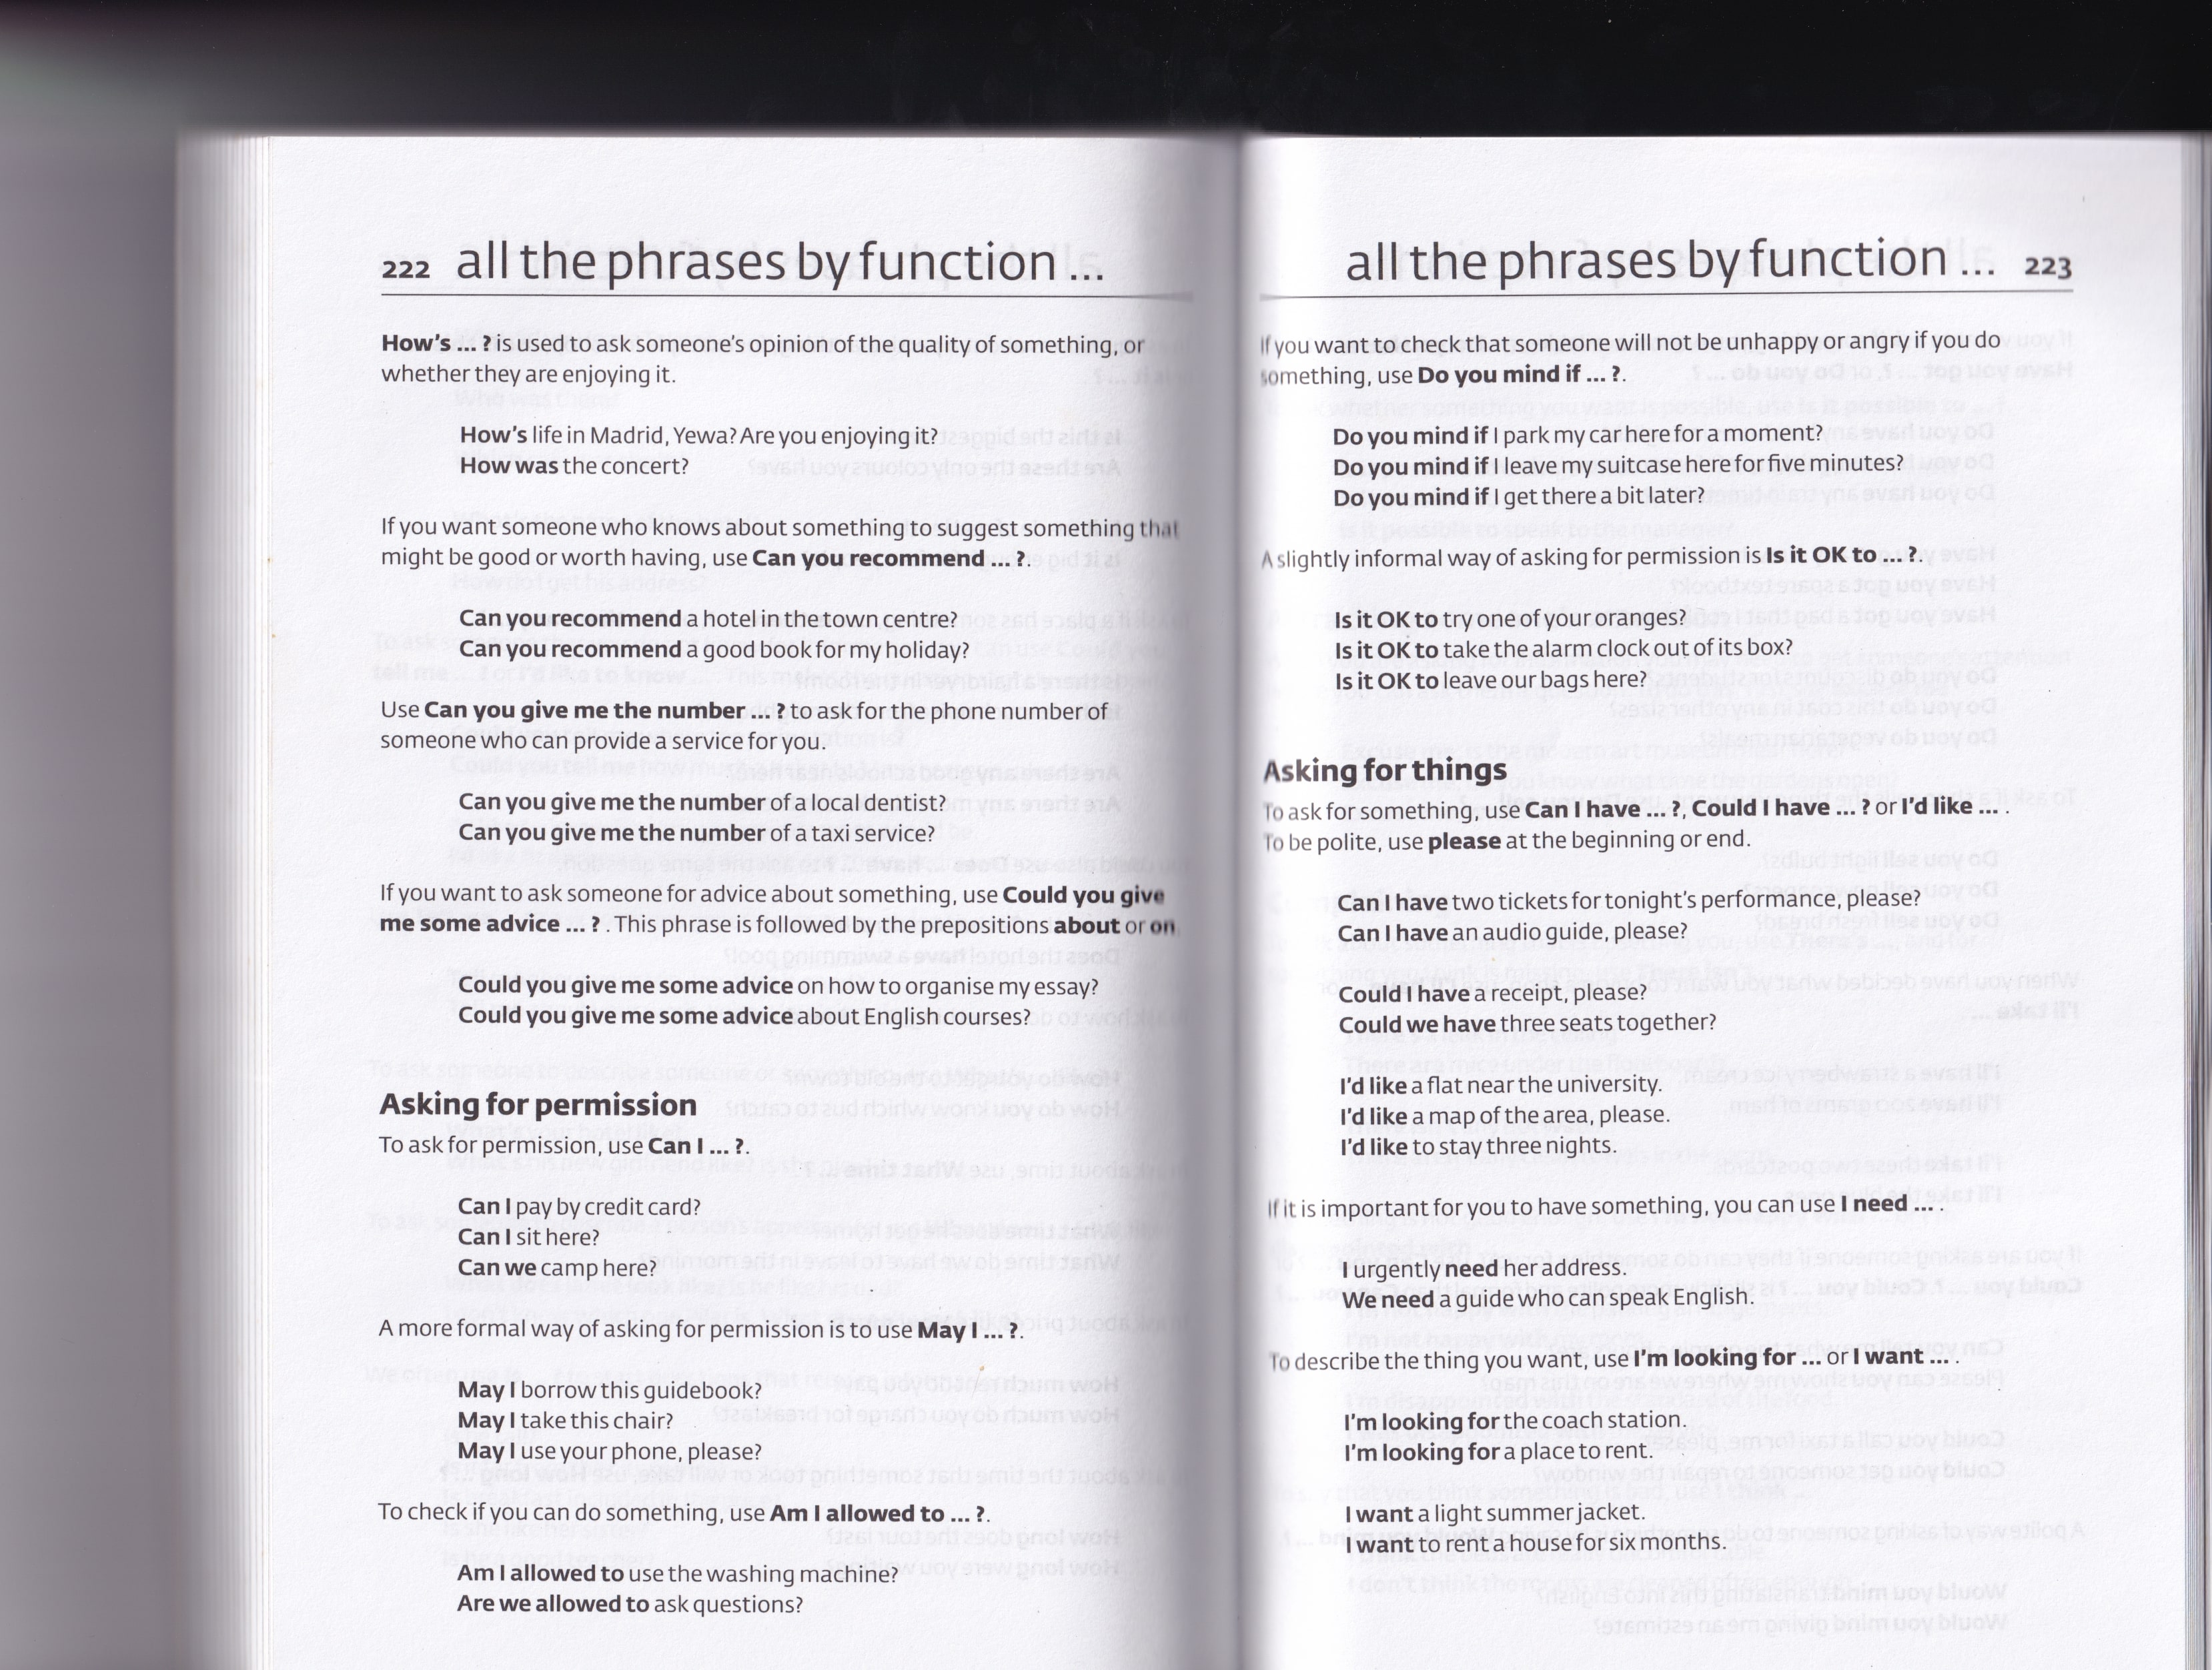 222 all the phrases by function ...
How's ... ? is used to ask someone's opinion of the quality of something, or
whether they are enjoying it.
How's life in Madrid, Yewa? Are you enjoying it?
How was the concert?
If you want someone who knows about something to suggest something that
might be good or worth having, use Can you recommend ... ?.
Can you recommend a hotel in the town centre?
Can you recommend a good book for my holiday?
Use Can you give me the number ... ? to ask for the phone number of
someone who can provide a service for you.
Can you give me the number of a local dentist?
Can you give me the number of a taxi service?
If you want to ask someone for advice about something, use Could you give
me some advice ... ? . This phrase is followed by the prepositions about or on.
Could you give me some advice on how to organise my essay?
Could you give me some advice about English courses?
Asking for permission
To ask for permission, use Can I ... ?.
Can I pay by credit card?
Can I sit here?
Can we camp here?
A more formal way of asking for permission is to use May I ... ?.
May I borrow this guidebook?
May I take this chair?
May I use your phone, please?
To check if you can do something, use Am I allowed to ... ?.
Am I allowed to use the washing machine?
Are we allowed to ask questions?
all the phrases by function ... 223
If you want to check that someone will not be unhappy or angry if you do
something, use Do you mind if ... ?.
Do you mind if I park my car here for a moment?
Do you mind if I leave my suitcase here for five minutes?
Do you mind if I get there a bit later?
A slightly informal way of asking for permission is Is it OK to ... ?.
Is it OK to try one of your oranges?
Is it OK to take the alarm clock out of its box?
Is it OK to leave our bags here?
Asking for things
To ask for something, use Can I have ... ?, Could I have ... ? or I'd like ... .
To be polite, use please at the beginning or end.
Can I have two tickets for tonight's performance, please?
Can I have an audio guide, please?
Could I have a receipt, please?
Could we have three seats together?
I'd like a flat near the university.
I'd like a map of the area, please.
I'd like to stay three nights.
If it is important for you to have something, you can use I need ... .
I urgently need her address.
We need a guide who can speak English.
To describe the thing you want, use I'm looking for ... or I want ... .
I'm looking for the coach station.
I'm looking for a place to rent.
I want a light summer jacket.
I want to rent a house for six months.